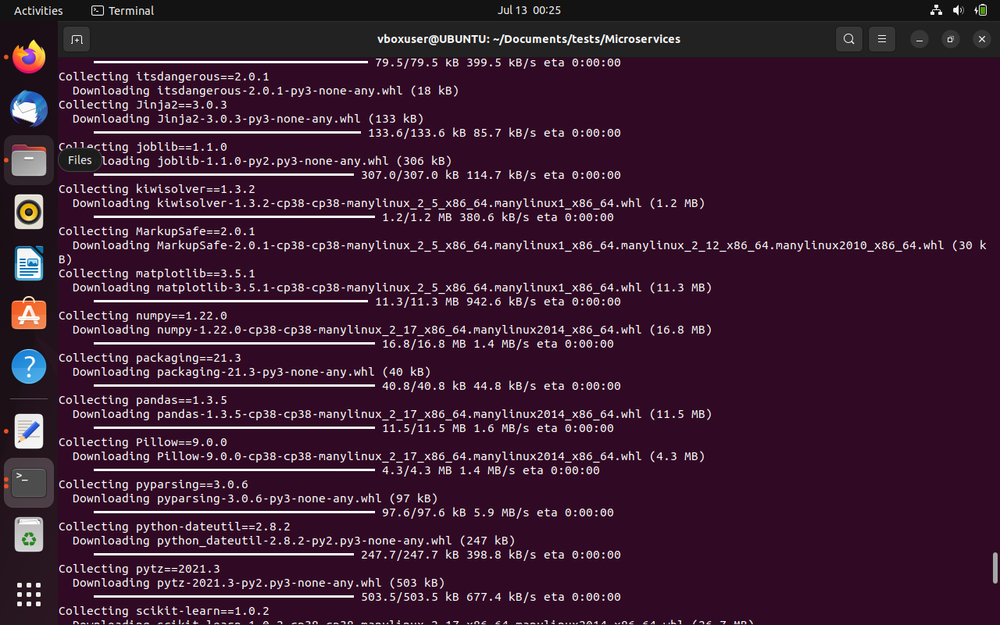 Activities
Terminal
Jul 13 00:25
vboxuser@UBUNTU: ~/Documents/tests/Microservices
79.5/79.5 kB 399.5 kB/s eta 0:00:00
Collecting itsdangerous==2.0.1
Downloading itsdangerous-2.0.1-py3-none-any.whl (18 kB)
Collecting Jinja2==3.0.3
Downloading Jinja2-3.0.3-py3-none-any.whl (133 kB)
133.6/133.6 kB 85.7 kB/s eta 0:00:00
Collecting joblib==1.1.0
Files
loading joblib-1.1.0-py2.py3-none-any.whl (306 kB)
307.0/307.0 kB 114.7 kB/s eta 0:00:00
Collecting kiwisolver==1.3.2
Downloading kiwisolver-1.3.2-cp38-cp38-manylinux_2_5_x86_64.manylinux1_x86_64.whl (1.2 MB)
1.2/1.2 MB 380.6 kB/s eta 0:00:00
Collecting MarkupSafe==2.0.1
Downloading MarkupSafe-2.0.1-cp38-cp38-manylinux_2_5_x86_64.manylinux1_x86_64.manylinux_2_12_x86_64.manylinux2010_x86_64.whl (30 k
B)
Collecting matplotlib==3.5.1
Downloading matplotlib-3.5.1-cp38-cp38-manylinux_2_5_x86_64.manylinux1_x86_64.whl (11.3 MB)
11.3/11.3 MB 942.6 kB/s eta 0:00:00
Collecting numpy==1.22.0
Downloading numpy-1.22.0-cp38-cp38-manylinux_2_17_x86_64.manylinux2014_x86_64.whl (16.8 MB)
16.8/16.8 MB 1.4 MB/s eta 0:00:00
Collecting packaging==21.3
Downloading packaging-21.3-py3-none-any.whl (40 kB)
40.8/40.8 kB 44.8 kB/s eta 0:00:00
Collecting pandas==1.3.5
Downloading pandas-1.3.5-cp38-cp38-manylinux_2_17_x86_64.manylinux2014_x86_64.whl (11.5 MB)
11.5/11.5 MB 1.6 MB/s eta 0:00:00
Collecting Pillow==9.0.0
Downloading Pillow-9.0.0-cp38-cp38-manylinux_2_17_x86_64.manylinux2014_x86_64.whl (4.3 MB)
4.3/4.3 MB 1.4 MB/s eta 0:00:00
Collecting pyparsing==3.0.6
Downloading pyparsing-3.0.6-py3-none-any.whl (97 kB)
97.6/97.6 kB 5.9 MB/s eta 0:00:00
Collecting python-dateutil==2.8.2
Downloading python_dateutil-2.8.2-py2.py3-none-any.whl (247 kB)
247.7/247.7 kB 398.8 kB/s eta 0:00:00
Collecting pytz==2021.3
Downloading pytz-2021.3-py2.py3-none-any.whl (503 kB)
503.5/503.5 kB 677.4 kB/s eta 0:00:00
Collecting scikit-learn==1.0.2